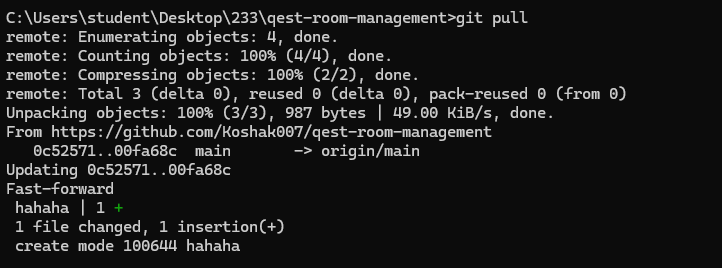 C:\Users\student\Desktop\233\qest-room-management>git pull
remote: Enumerating objects: 4, done.
remote: Counting objects: 100% (4/4), done.
remote: Compressing objects: 100% (2/2), done.
remote: Total 3 (delta 0), reused 0 (delta 0), pack-reused 0 (from 0)
Unpacking objects: 100% (3/3), 987 bytes | 49.00 KiB/s, done.
From https://github.com/Koshak007/qest-room-management
   0c52571..00fa68c  main       -> origin/main
Updating 0c52571..00fa68c
Fast-forward
 hahaha | 1 +
 1 file changed, 1 insertion(+)
 create mode 100644 hahaha